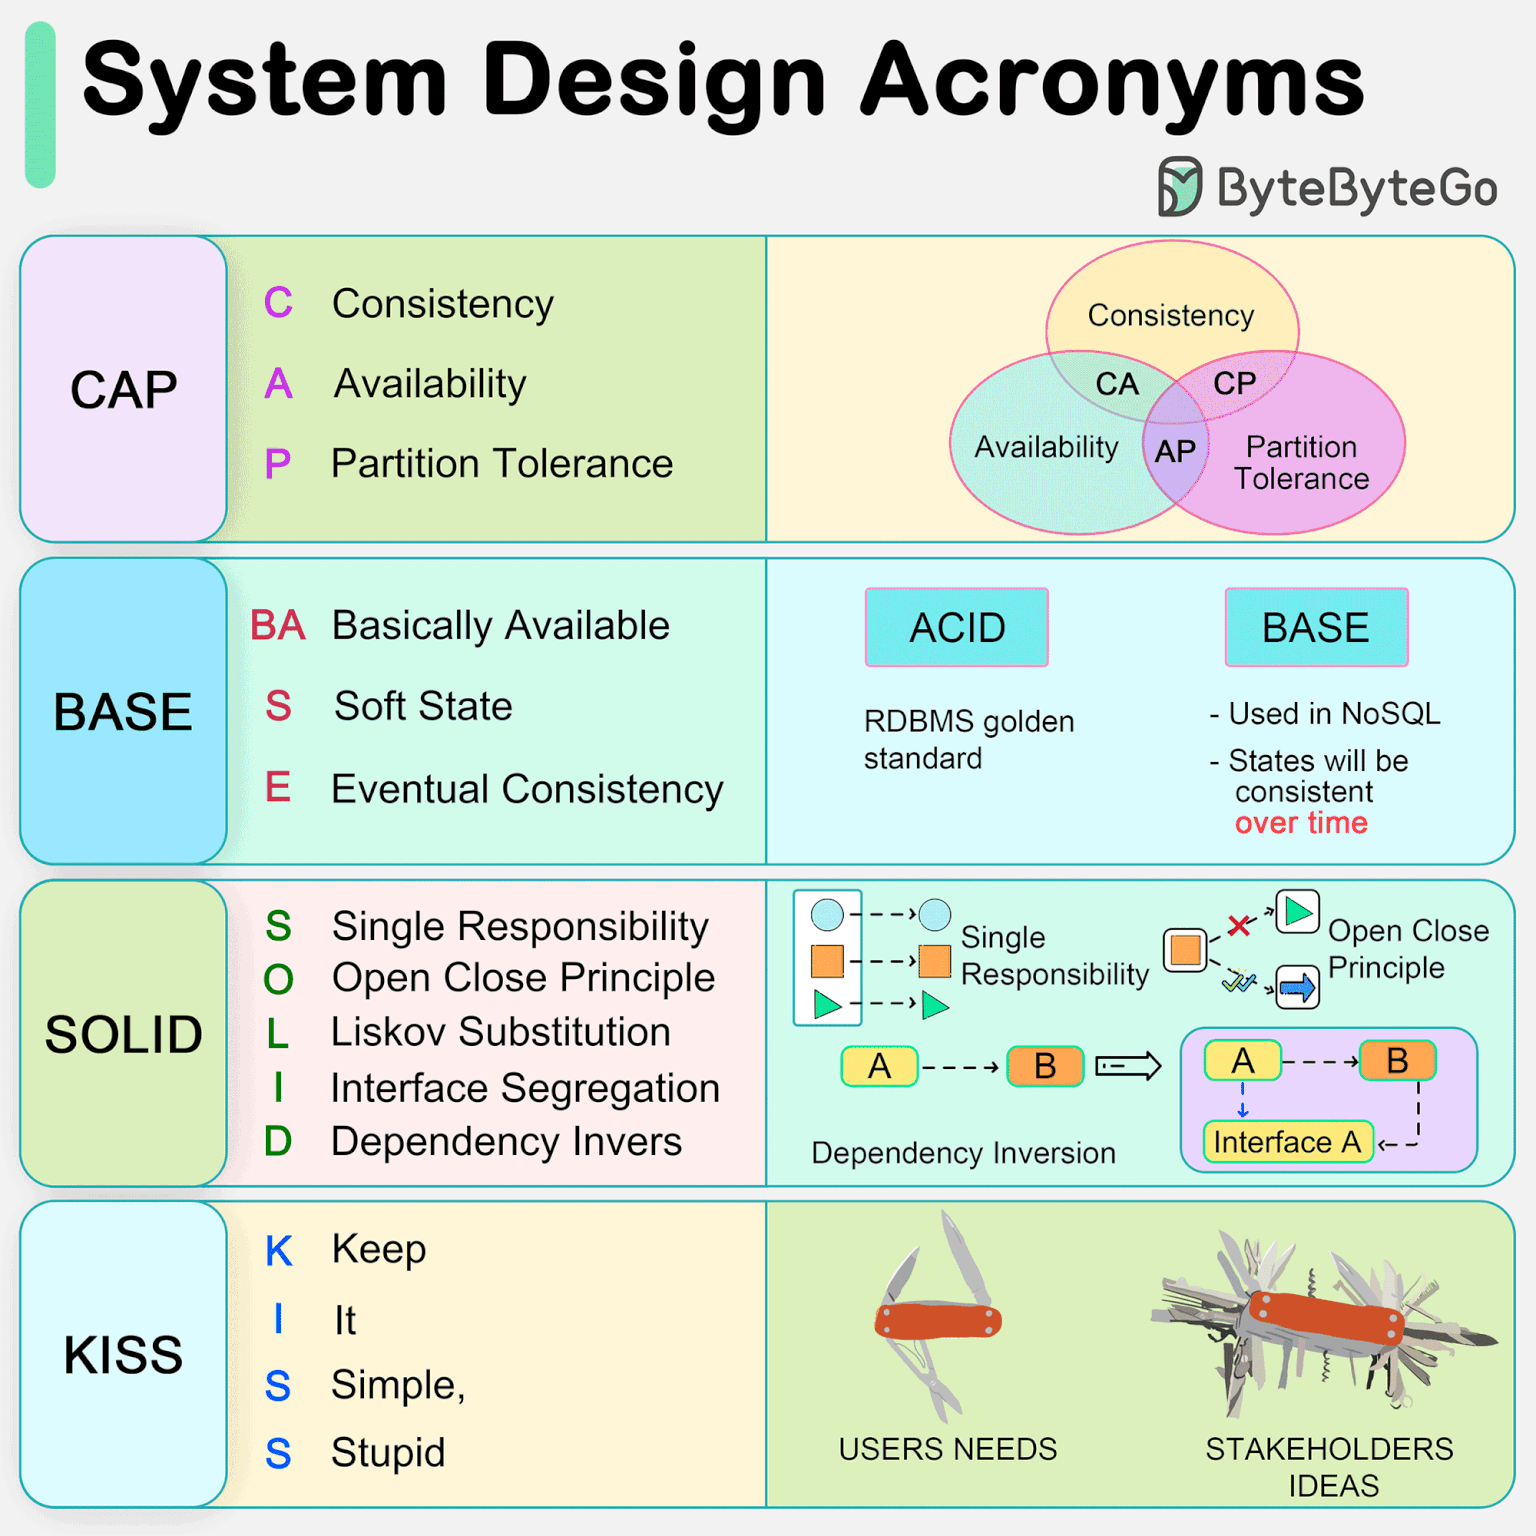 System Design Acronyms
ByteByteGo
CAP
C Consistency
A Availability
P Partition Tolerance
Consistency
CA
CP
Availability
AP
Partition
Tolerance
BASE
BA Basically Available
S Soft State
E Eventual Consistency
ACID
RDBMS golden
standard
BASE
- Used in NoSQL
- States will be
consistent
over time
SOLID
S Single Responsibility
O Open Close Principle
L Liskov Substitution
I Interface Segregation
D Dependency Invers
Single
Responsibility
Open Close
Principle
A
B
A
B
Interface A
Dependency Inversion
KISS
K Keep
I It
S Simple,
S Stupid
USERS NEEDS
STAKEHOLDERS
IDEAS